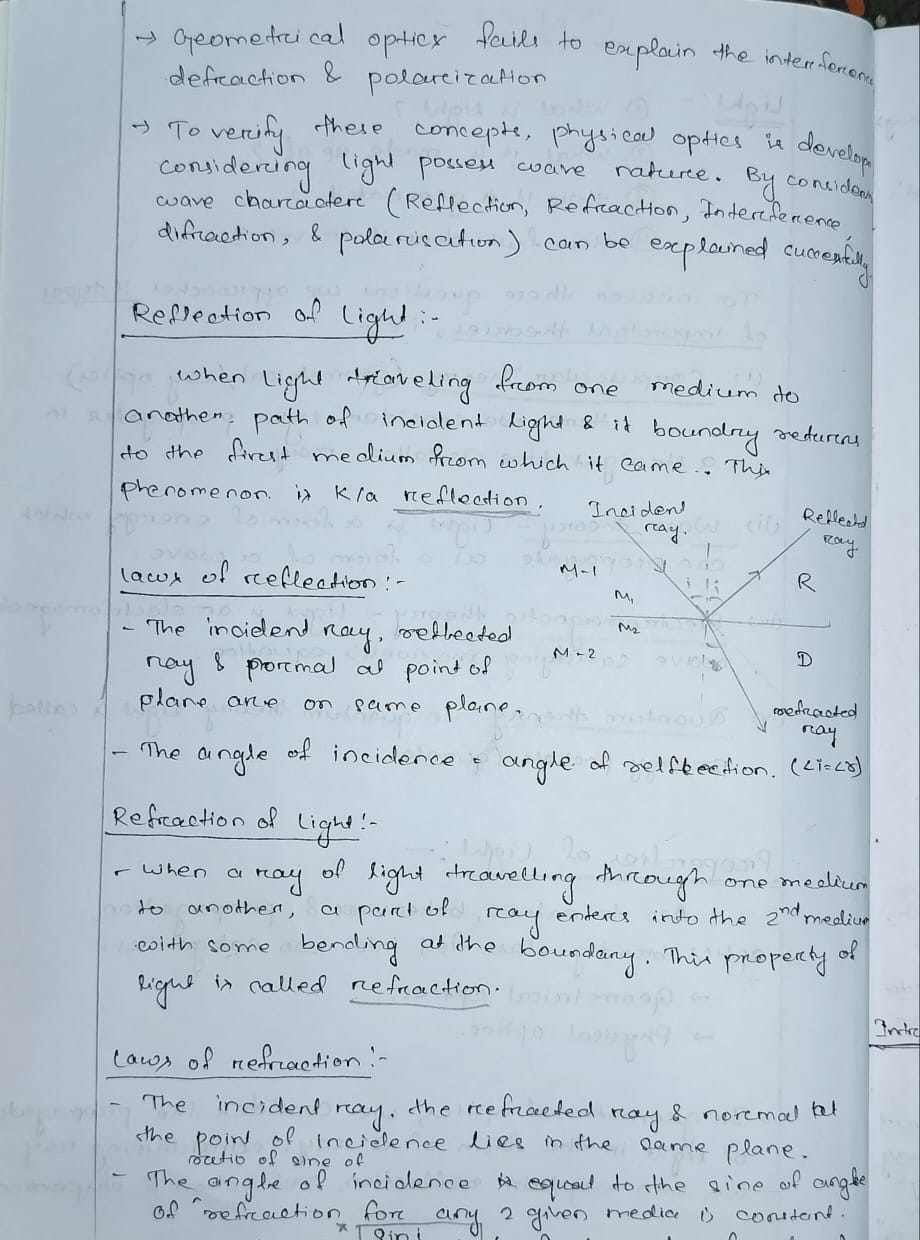 → Geometrical optics fails to explain the interference
defraction & polarization
→ To verify these concepts, physical optics is develop
considering light possess wave nature. By consider
wave character (Reflection, Refraction, Interference,
difraction, & polarisation) can be explained sucessfully.
Reflection of light :-
when light traveling from one medium to
another path of incident light & it boundry returns
to the first medium from which it came. This
phenomenon is k/a reflection.
Incident
ray.
Reflected
ray
M-1
M₁
i
R
M₂
M-2
D
refracted
ray
laws of reflection :-
- The incident ray, reflected
ray & normal at point of
plane are on same plane.
- The angle of incidence = angle of relfection. (∠i=∠r)
Refraction of light :-
- When a ray of light travelling through one medium
to another, a part of ray enters into the 2nd medium
with some bending at the boundary. This property of
light is called refraction.
Laws of refraction :-
- The incident ray, the refracted ray & normal at
the point of incidence lies in the same plane.
ratio of sine of
- The angle of incidence is equal to the sine of angle
of refraction for any 2 given media is constant.
* sin i
Intro